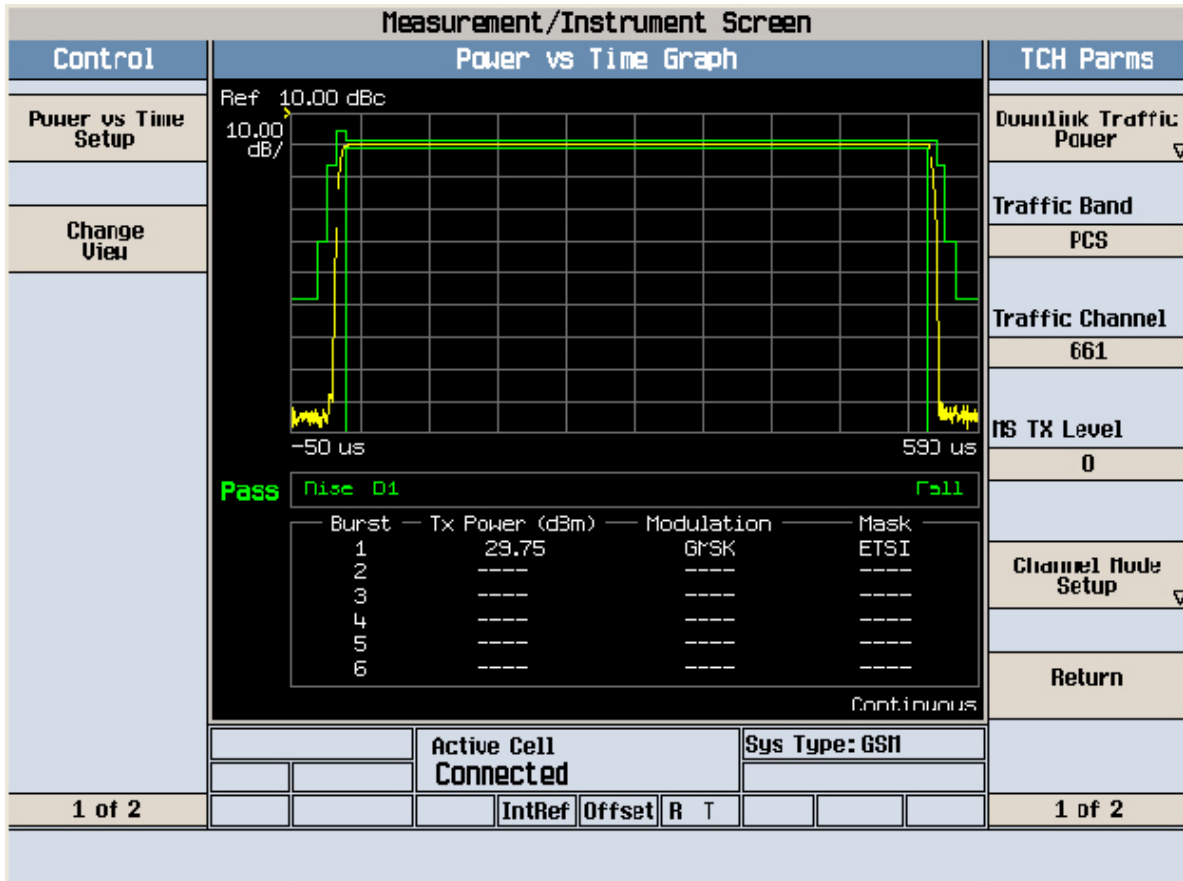 Measurement/Instrument Screen
Control
Power vs Time Graph
TCH Parms
Power vs Time
Setup
Change
View
1 of 2
Ref 10.00 dBc
10.00
dB/
-50 us
590 us
Pass
Rise 01
Fall
Burst Tx Power (dBm) Modulation Mask
1 29.75 GMSK ETSI
2 ---- ---- ----
3 ---- ---- ----
4 ---- ---- ----
5 ---- ---- ----
6 ---- ---- ----
Continuous
Active Cell
Connected
Sys Type: GSM
IntRef Offset R T
Downlink Traffic
Power
Traffic Band
PCS
Traffic Channel
661
MS TX Level
0
Channel Mode
Setup
Return
1 of 2